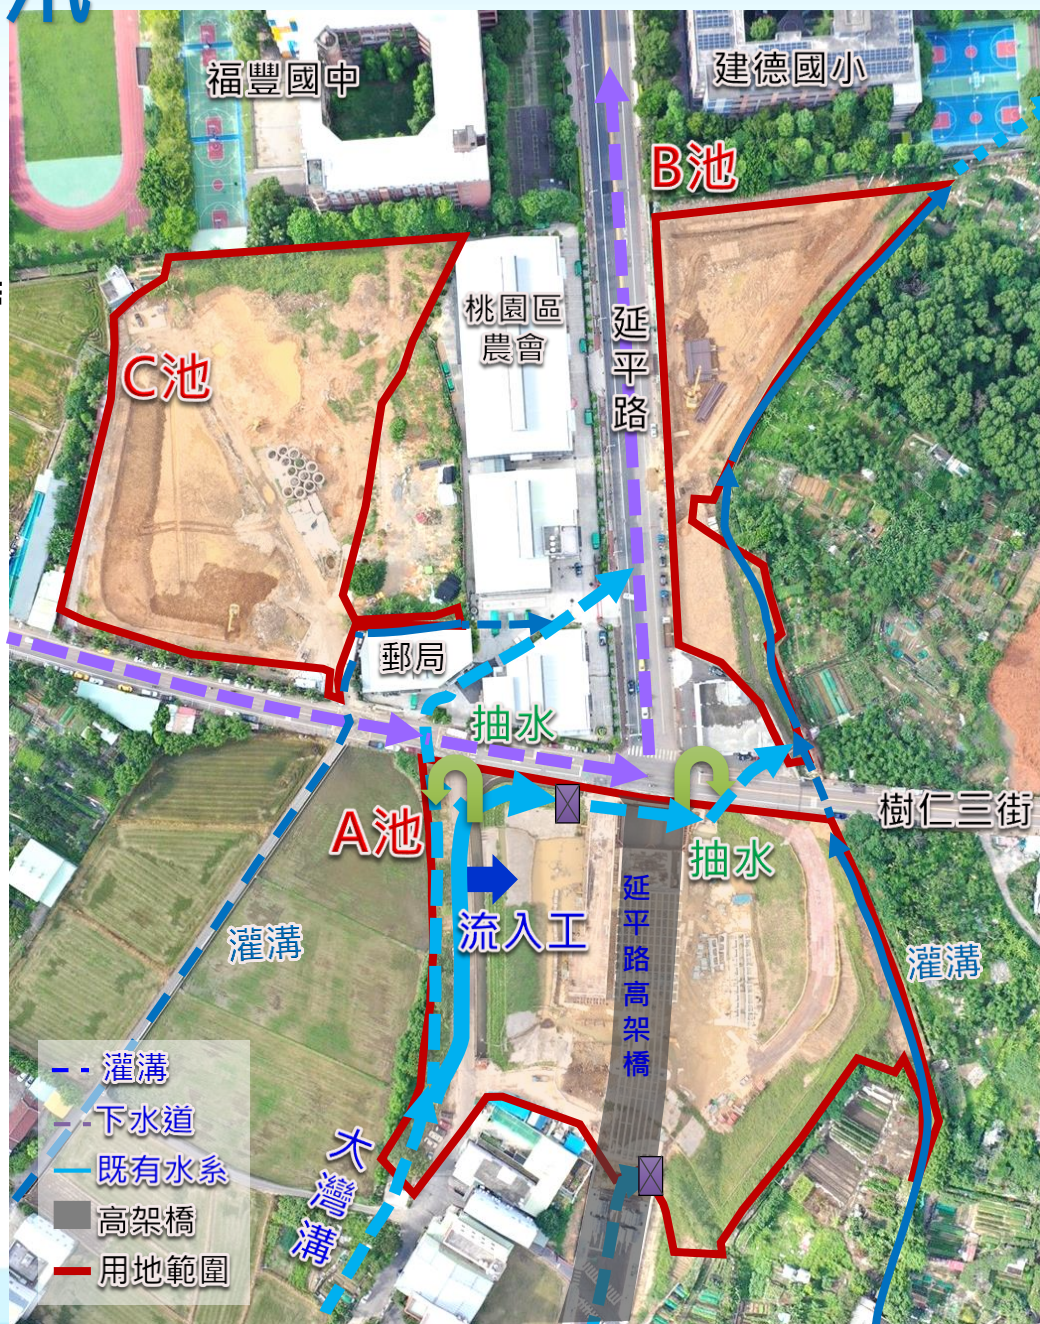 福豐國中
建德國小
B池
桃園區
農會
延平路
C池
郵局
抽水
樹仁三街
A池
抽水
流入工
延平路高架橋
灌溝
灌溝
大灣溝
灌溝
下水道
既有水系
高架橋
用地範圍